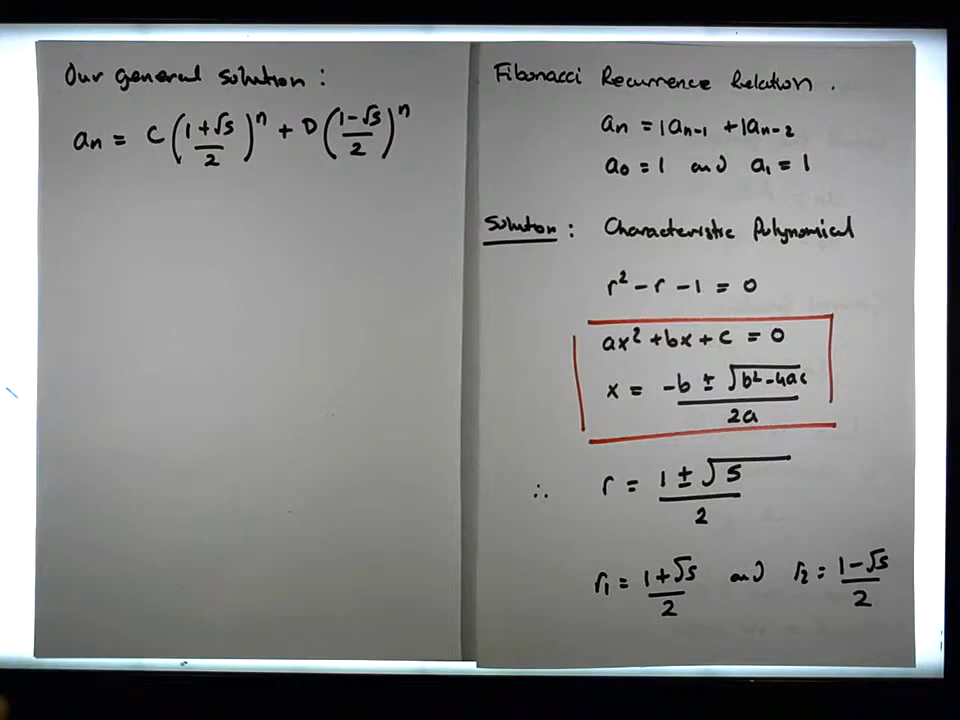 Our general solution :
an = C (1+√5/2)^n + D (1-√5/2)^n
Fibonacci Recurrence Relation .
an = 1an-1 + 1an-2
a0 = 1 and a1 = 1
Solution : Characteristic Polynomial
r² - r - 1 = 0
ax² + bx + c = 0
x = -b ± √b²-4ac / 2a
∴ r = 1 ± √5 / 2
r1 = 1+√5 / 2 and r2 = 1-√5 / 2